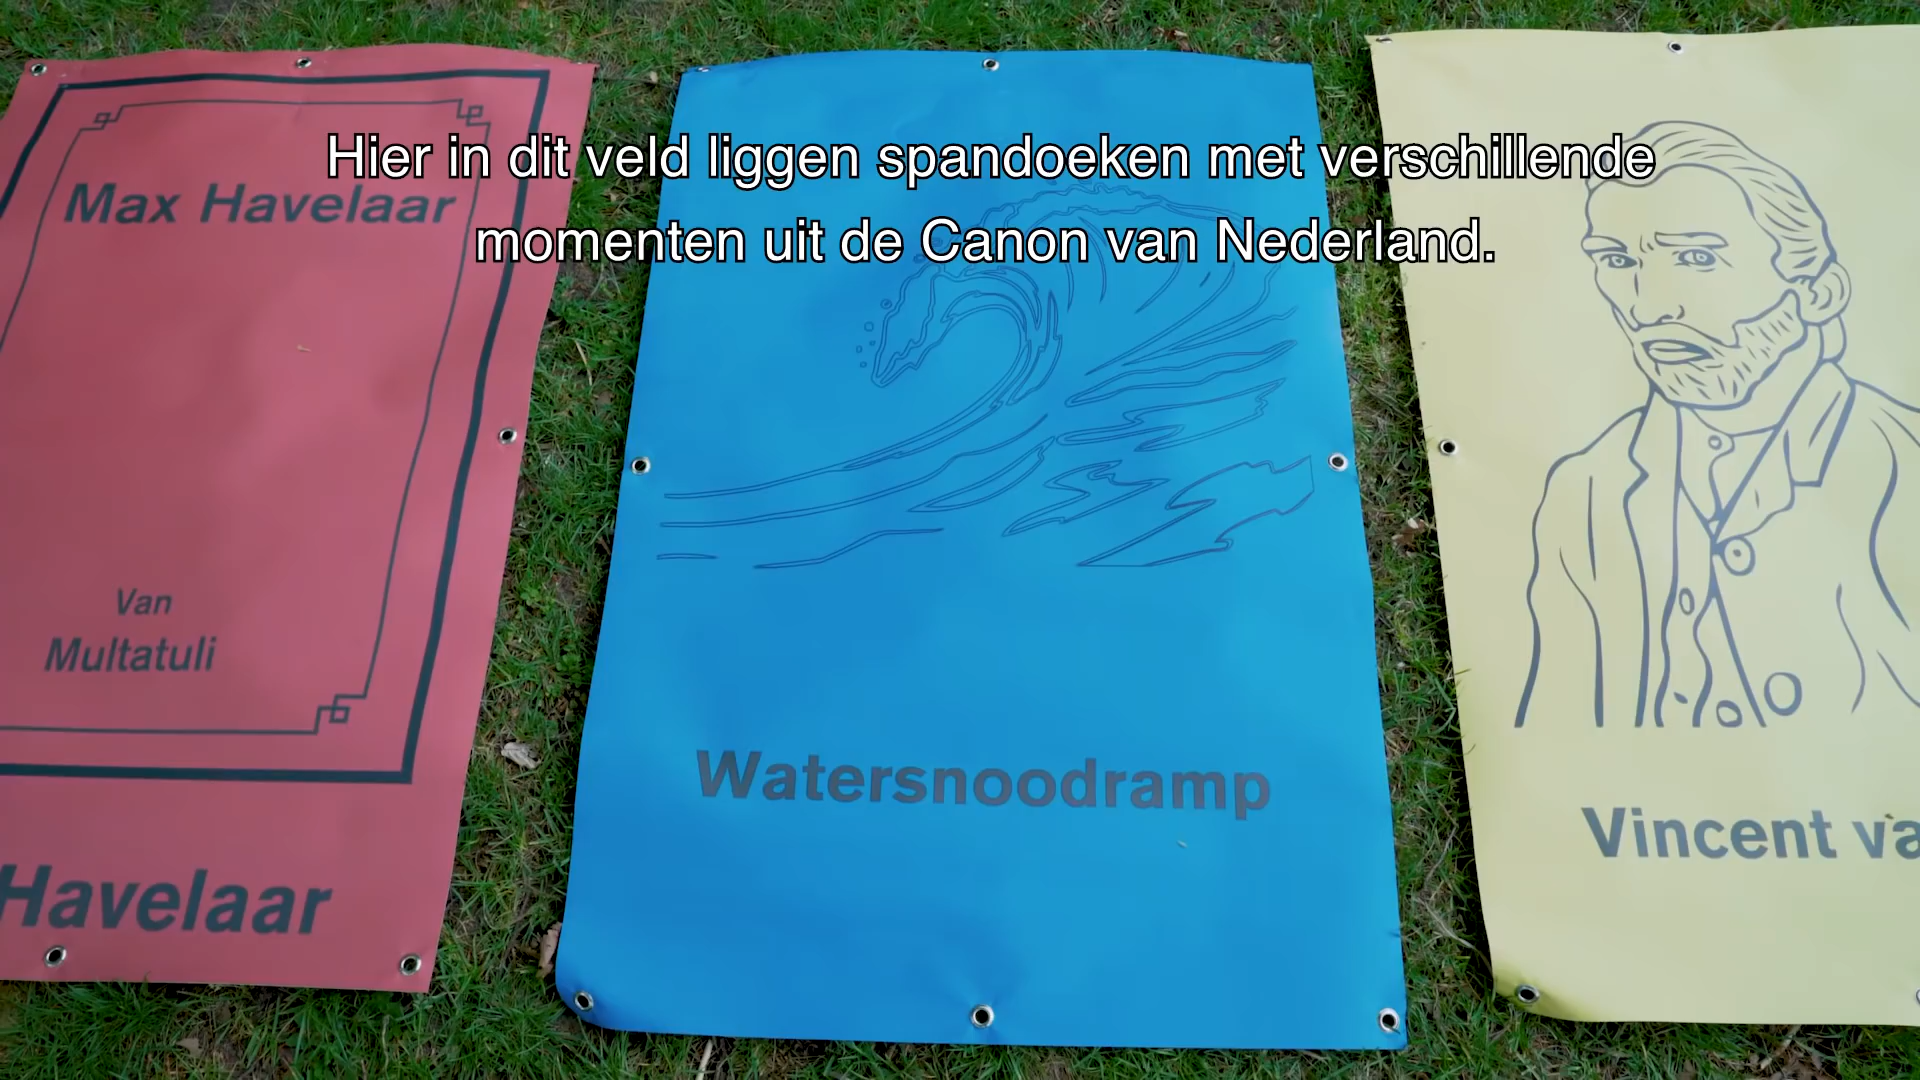 Hier in dit veld liggen spandoeken met verschillende
momenten uit de Canon van Nederland.
Max Havelaar
Van
Multatuli
Havelaar
Watersnoodramp
Vincent va